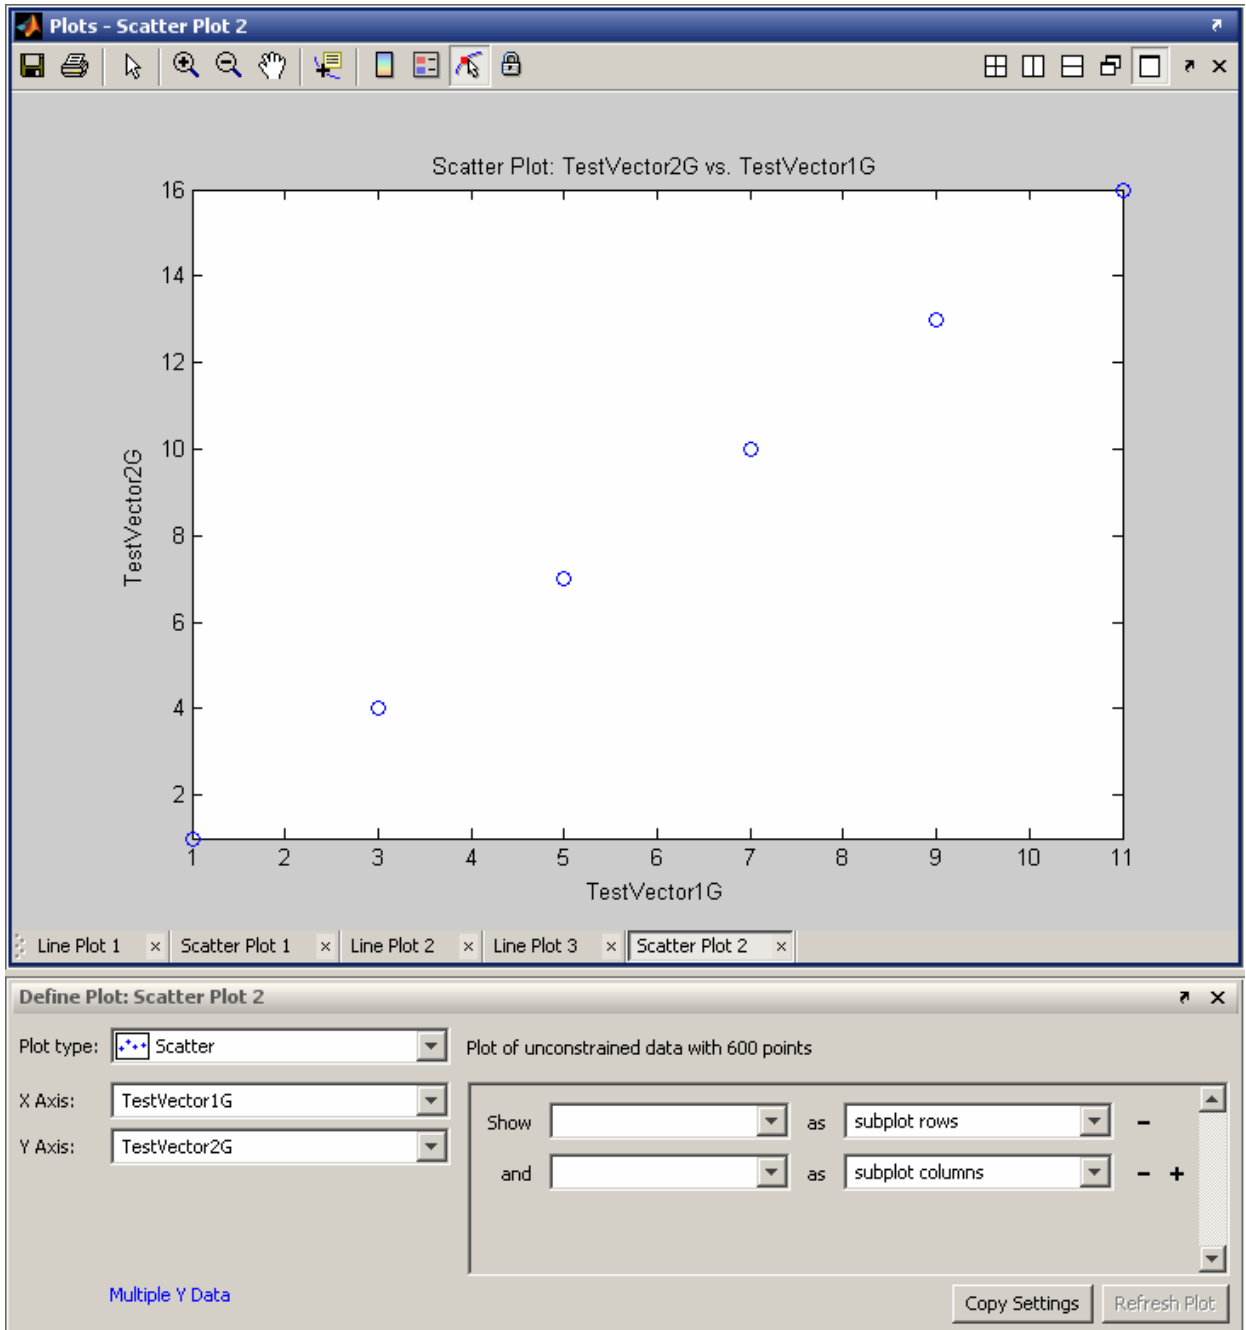 Plots - Scatter Plot 2
Scatter Plot: TestVector2G vs. TestVector1G
16
14
12
10
8
6
4
2
TestVector2G
1 2 3 4 5 6 7 8 9 10 11
TestVector1G
Line Plot 1 Scatter Plot 1 Line Plot 2 Line Plot 3 Scatter Plot 2
Define Plot: Scatter Plot 2
Plot type: Scatter Plot of unconstrained data with 600 points
X Axis: TestVector1G
Show as subplot rows
Y Axis: TestVector2G
and as subplot columns
Multiple Y Data
Copy Settings Refresh Plot